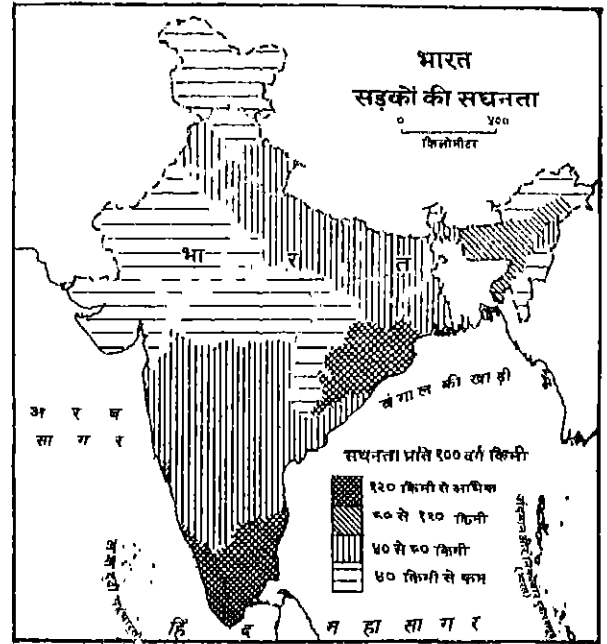 भारत
सड़कों की सघनता
० ४००
किलोमीटर
भा र त
अ र ब
सा ग र
बंगाल की खाड़ी
सघनता प्रति १०० वर्ग किमी
१२० किमी से अधिक
८० से १२० किमी
४० से ८० किमी
४० किमी से कम
हिं द म हा सा ग र